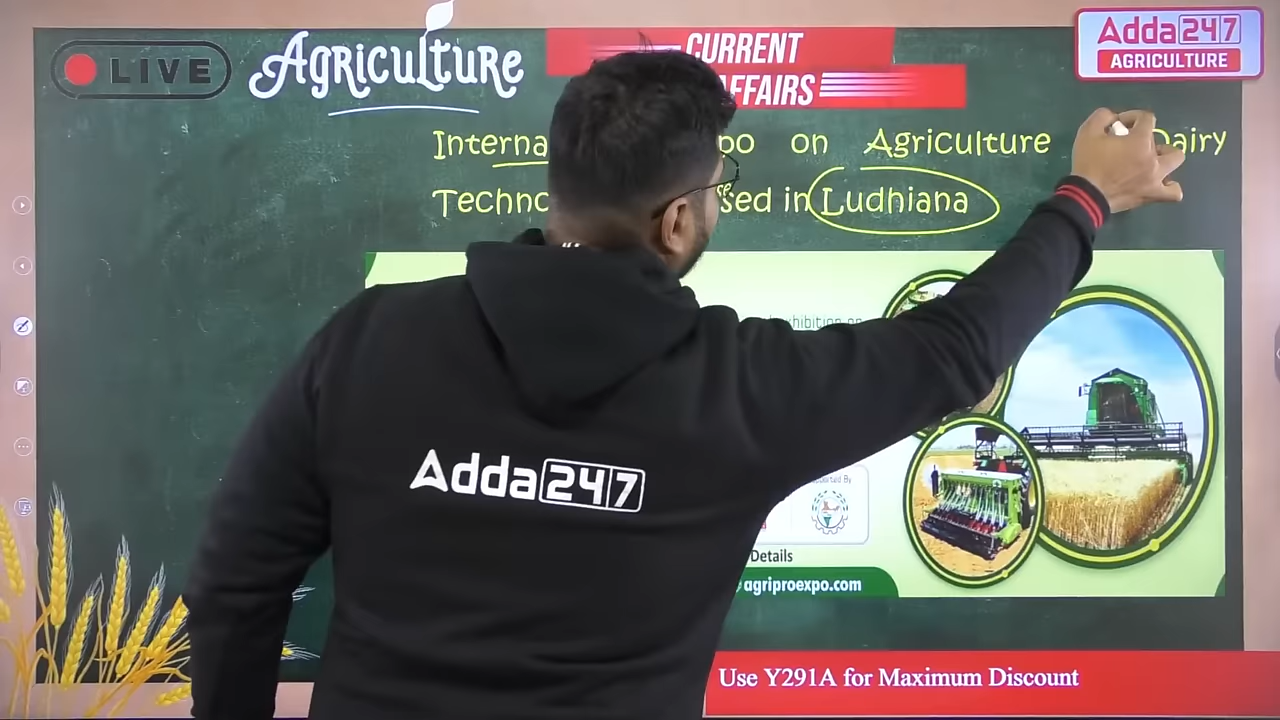 LIVE
Agriculture
CURRENT
AFFAIRS
Adda247
AGRICULTURE
on Agriculture Dairy
in Ludhiana
Adda247
Details
agriproexpo.com
Use Y291A for Maximum Discount